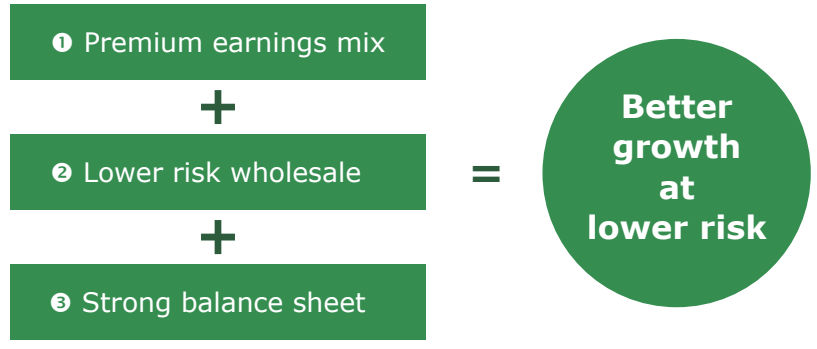 ❶ Premium earnings mix
+
❷ Lower risk wholesale
+
❸ Strong balance sheet
=
Better
growth
at
lower risk